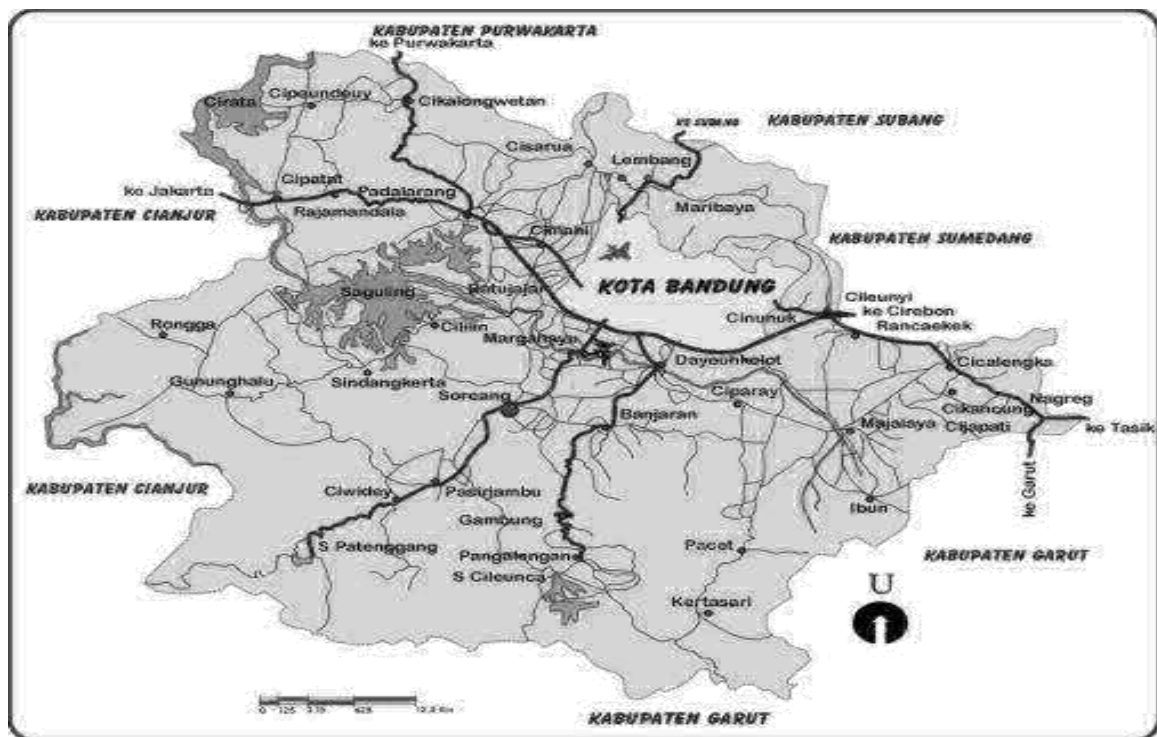 KABUPATEN PURWAKARTA
ke Purwakarta
Cirata
Cipeundeuy
Cikalongwetan
KE SUBANG
KABUPATEN SUBANG
Cisarua
Lembang
ke Jakarta
Cipatat
Padalarang
Rajamandala
Maribaya
KABUPATEN CIANJUR
Cimahi
KABUPATEN SUMEDANG
KOTA BANDUNG
Saguling
Batujajar
Cileunyi
ke Cirebon
Cinunuk
Rancaekek
Rongga
Cililin
Margahayu
Dayeuhkolot
Cicalengka
Gununghalu
Sindangkerta
Soreang
Ciparay
Nagreg
Banjaran
Majalaya
Cikancung
Cijapati
ke Tasik
KABUPATEN CIANJUR
Ciwidey
Pasirjambu
Ibun
ke Garut
Gambung
S Patenggang
Pangalengan
Pacet
KABUPATEN GARUT
S Cileunca
U
Kertasari
KABUPATEN GARUT